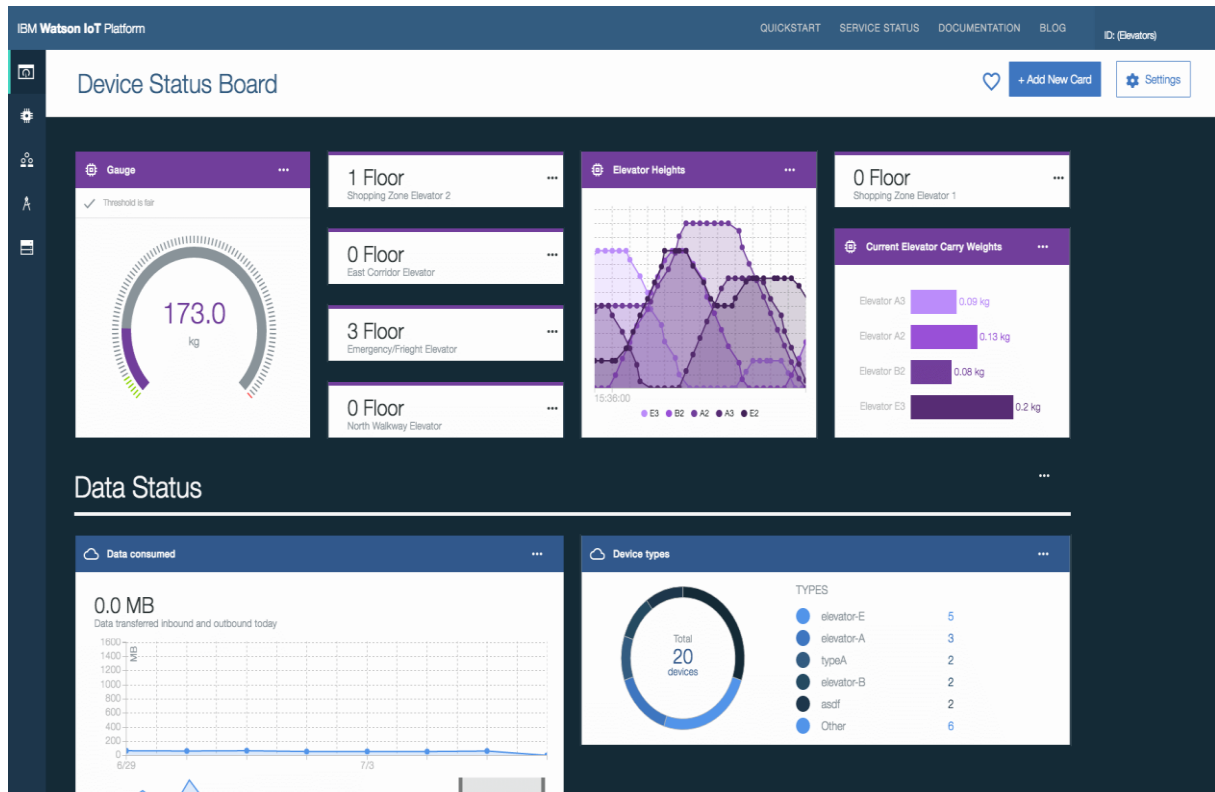 IBM Watson IoT Platform
QUICKSTART SERVICE STATUS DOCUMENTATION BLOG
ID: (Elevators)
Device Status Board
+ Add New Card
Settings
Gauge
Threshold is fair
173.0
kg
1 Floor
Shopping Zone Elevator 2
0 Floor
East Corridor Elevator
3 Floor
Emergency/Frieght Elevator
0 Floor
North Walkway Elevator
Elevator Heights
15:36:00
E3 B2 A2 A3 E2
0 Floor
Shopping Zone Elevator 1
Current Elevator Carry Weights
Elevator A3 0.09 kg
Elevator A2 0.13 kg
Elevator B2 0.08 kg
Elevator E3 0.2 kg
Data Status
Data consumed
0.0 MB
Data transferred inbound and outbound today
1600
MB
1400
1200
1000
800
600
400
200
0
6/29 7/3
Device types
Total
20
devices
TYPES
elevator-E 5
elevator-A 3
typeA 2
elevator-B 2
asdf 2
Other 6